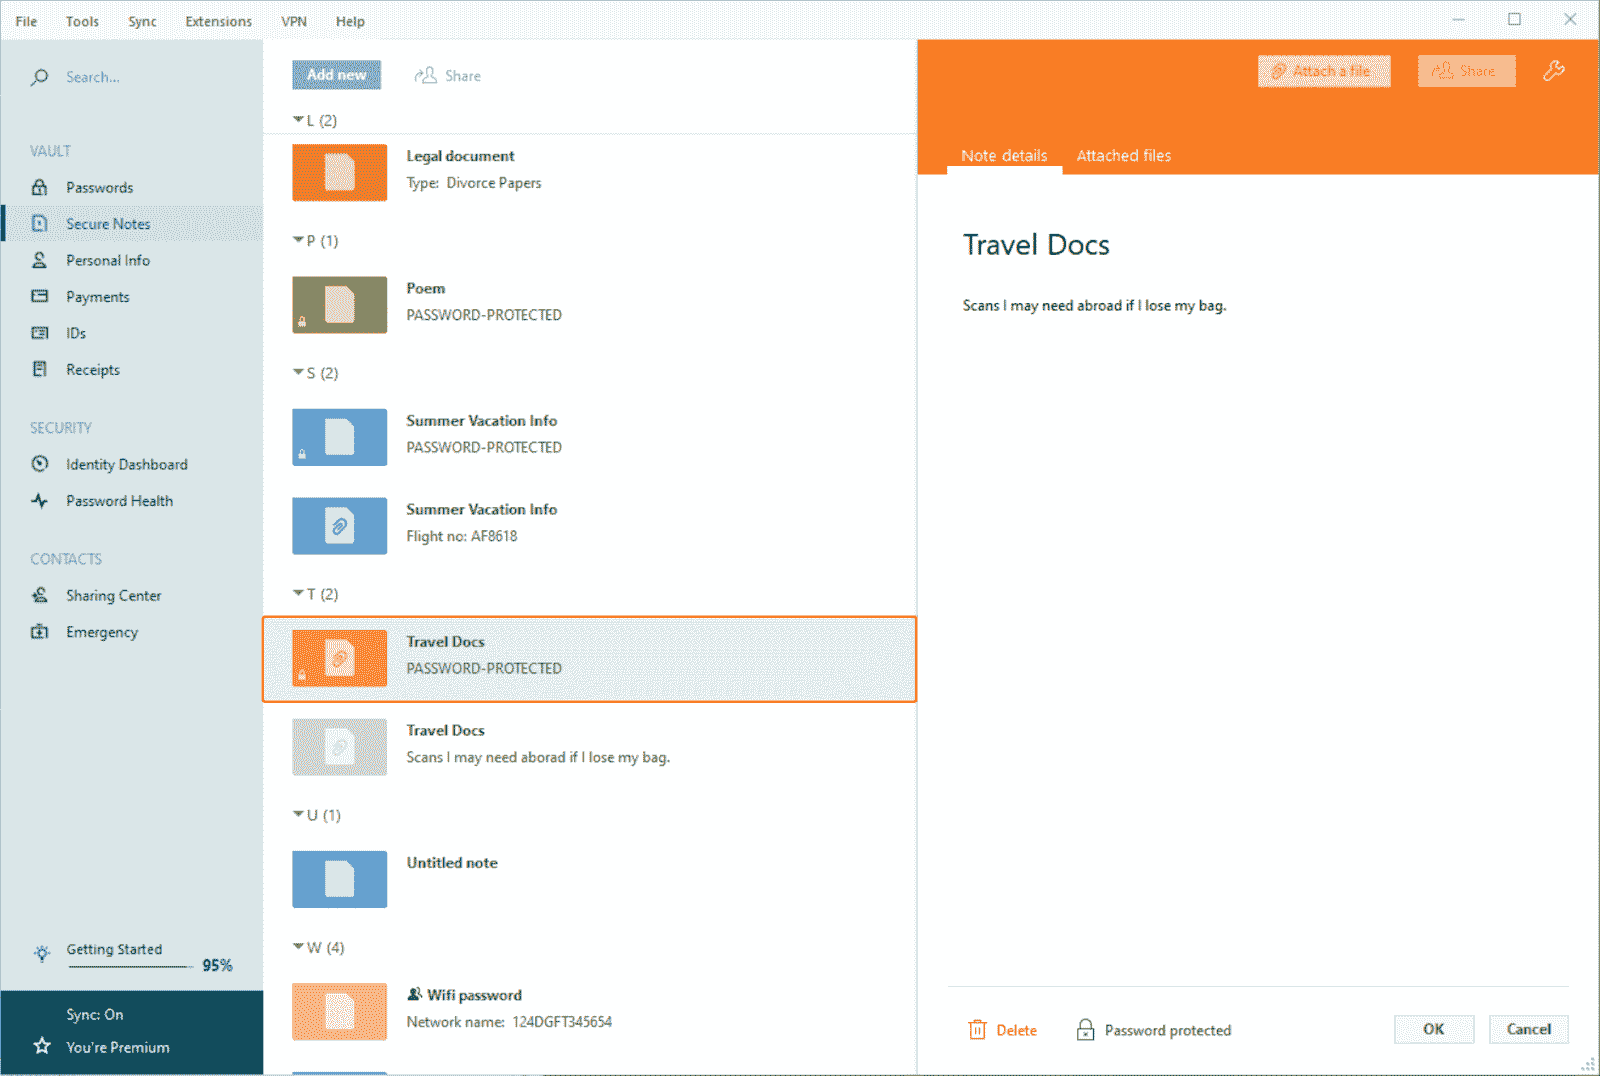 File Tools Sync Extensions VPN Help
Search...
VAULT
Passwords
Secure Notes
Personal Info
Payments
IDs
Receipts
SECURITY
Identity Dashboard
Password Health
CONTACTS
Sharing Center
Emergency
Getting Started
95%
Sync: On
You're Premium
Add new Share
L (2)
Legal document
Type: Divorce Papers
P (1)
Poem
PASSWORD-PROTECTED
S (2)
Summer Vacation Info
PASSWORD-PROTECTED
Summer Vacation Info
Flight no: AF8618
T (2)
Travel Docs
PASSWORD-PROTECTED
Travel Docs
Scans I may need aborad if I lose my bag.
U (1)
Untitled note
W (4)
Wifi password
Network name: 124DGFT345654
Attach a file Share
Note details Attached files
Travel Docs
Scans I may need abroad if I lose my bag.
Delete Password protected OK Cancel